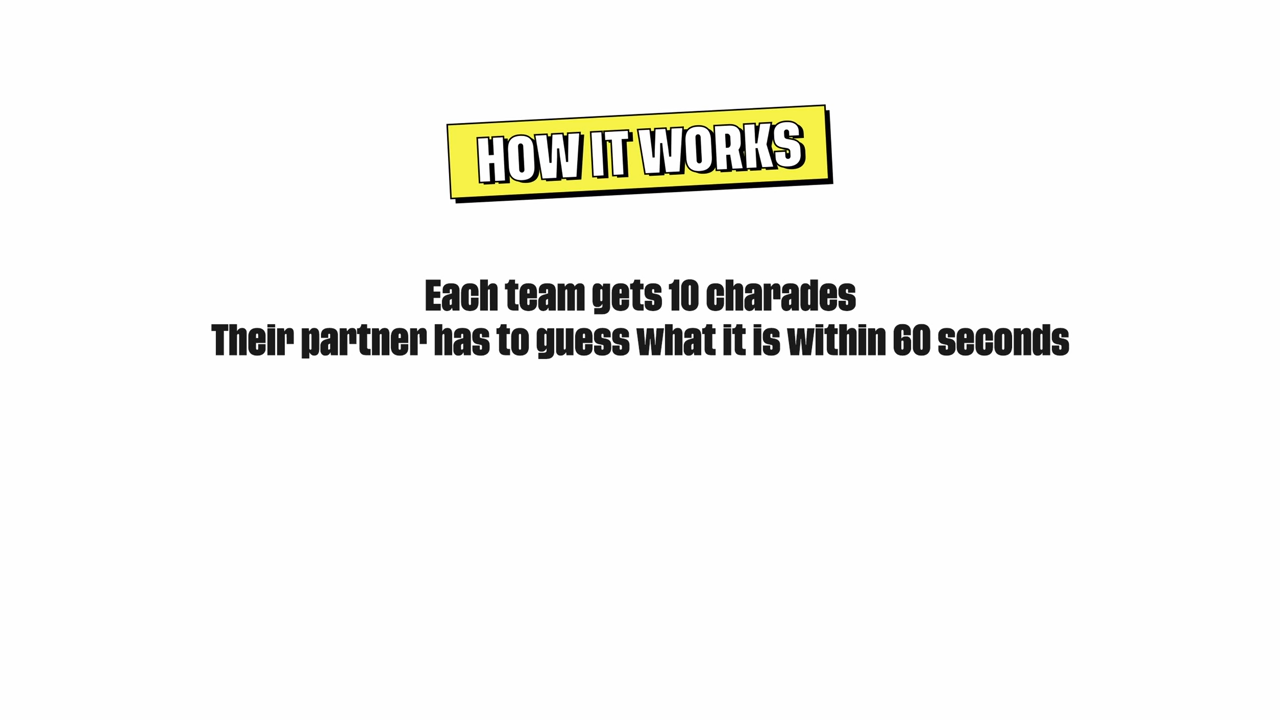 HOW IT WORKS
Each team gets 10 charades
Their partner has to guess what it is within 60 seconds